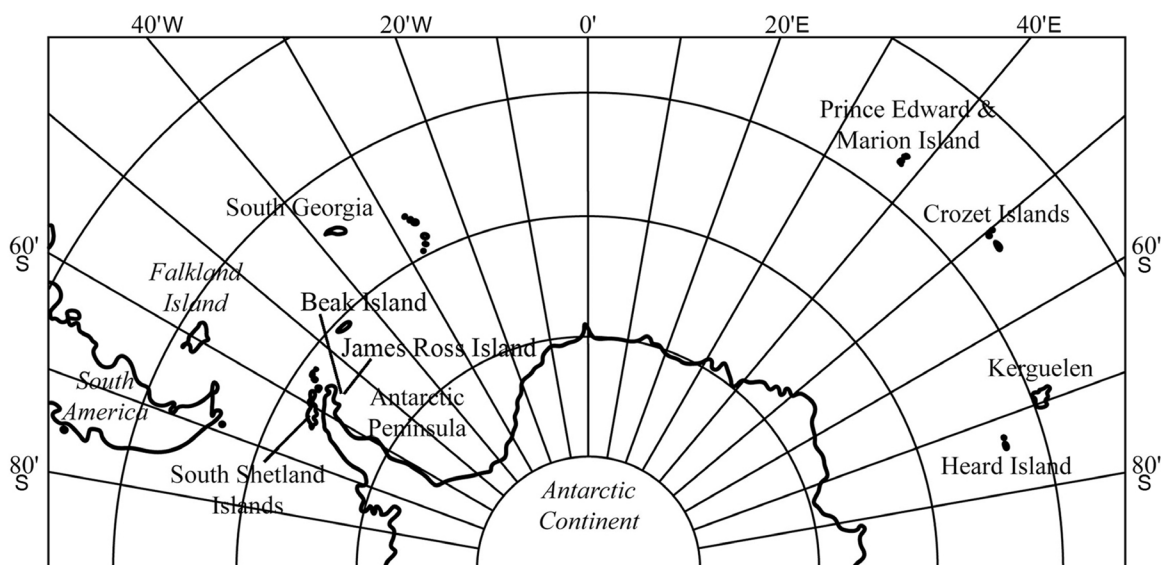 40'W 20'W 0' 20'E 40'E
Prince Edward &
Marion Island
South Georgia
Crozet Islands
60'
S
60'
S
Falkland
Island
Beak Island
James Ross Island
Kerguelen
South
America
Antarctic
Peninsula
80'
S
South Shetland
Islands
Heard Island
80'
S
Antarctic
Continent